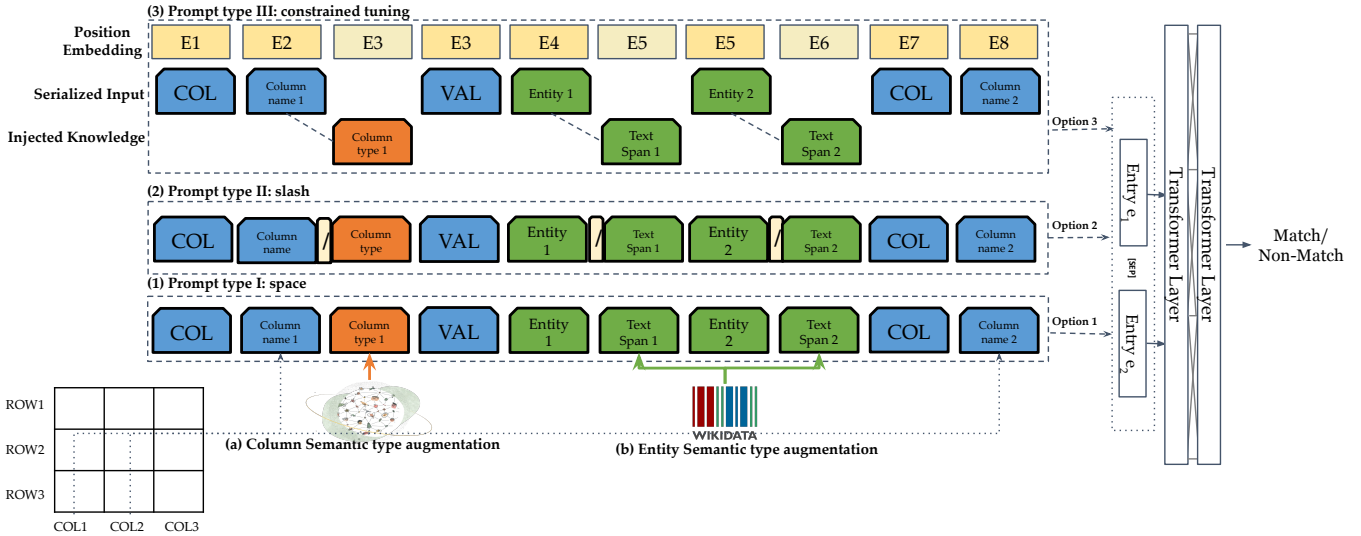 (3) Prompt type III: constrained tuning
Position
Embedding
E1 E2 E3 E3 E4 E5 E5 E6 E7 E8
Serialized Input
COL
Column
name 1
VAL
Entity 1
Entity 2
COL
Column
name 2
Injected Knowledge
Column
type 1
Text
Span 1
Text
Span 2
Option 3
(2) Prompt type II: slash
COL
Column
name
/
Column
type
VAL
Entity
1
/
Text
Span 1
Entity
2
/
Text
Span 2
COL
Column
name 2
Option 2
(1) Prompt type I: space
COL
Column
name 1
Column
type 1
VAL
Entity
1
Text
Span 1
Entity
2
Text
Span 2
COL
Column
name 2
Option 1
Entry e1
[SEP]
Entry e2
Transformer Layer
Transformer Layer
Match/
Non-Match
ROW1
ROW2
ROW3
COL1 COL2 COL3
(a) Column Semantic type augmentation
WIKIDATA
(b) Entity Semantic type augmentation